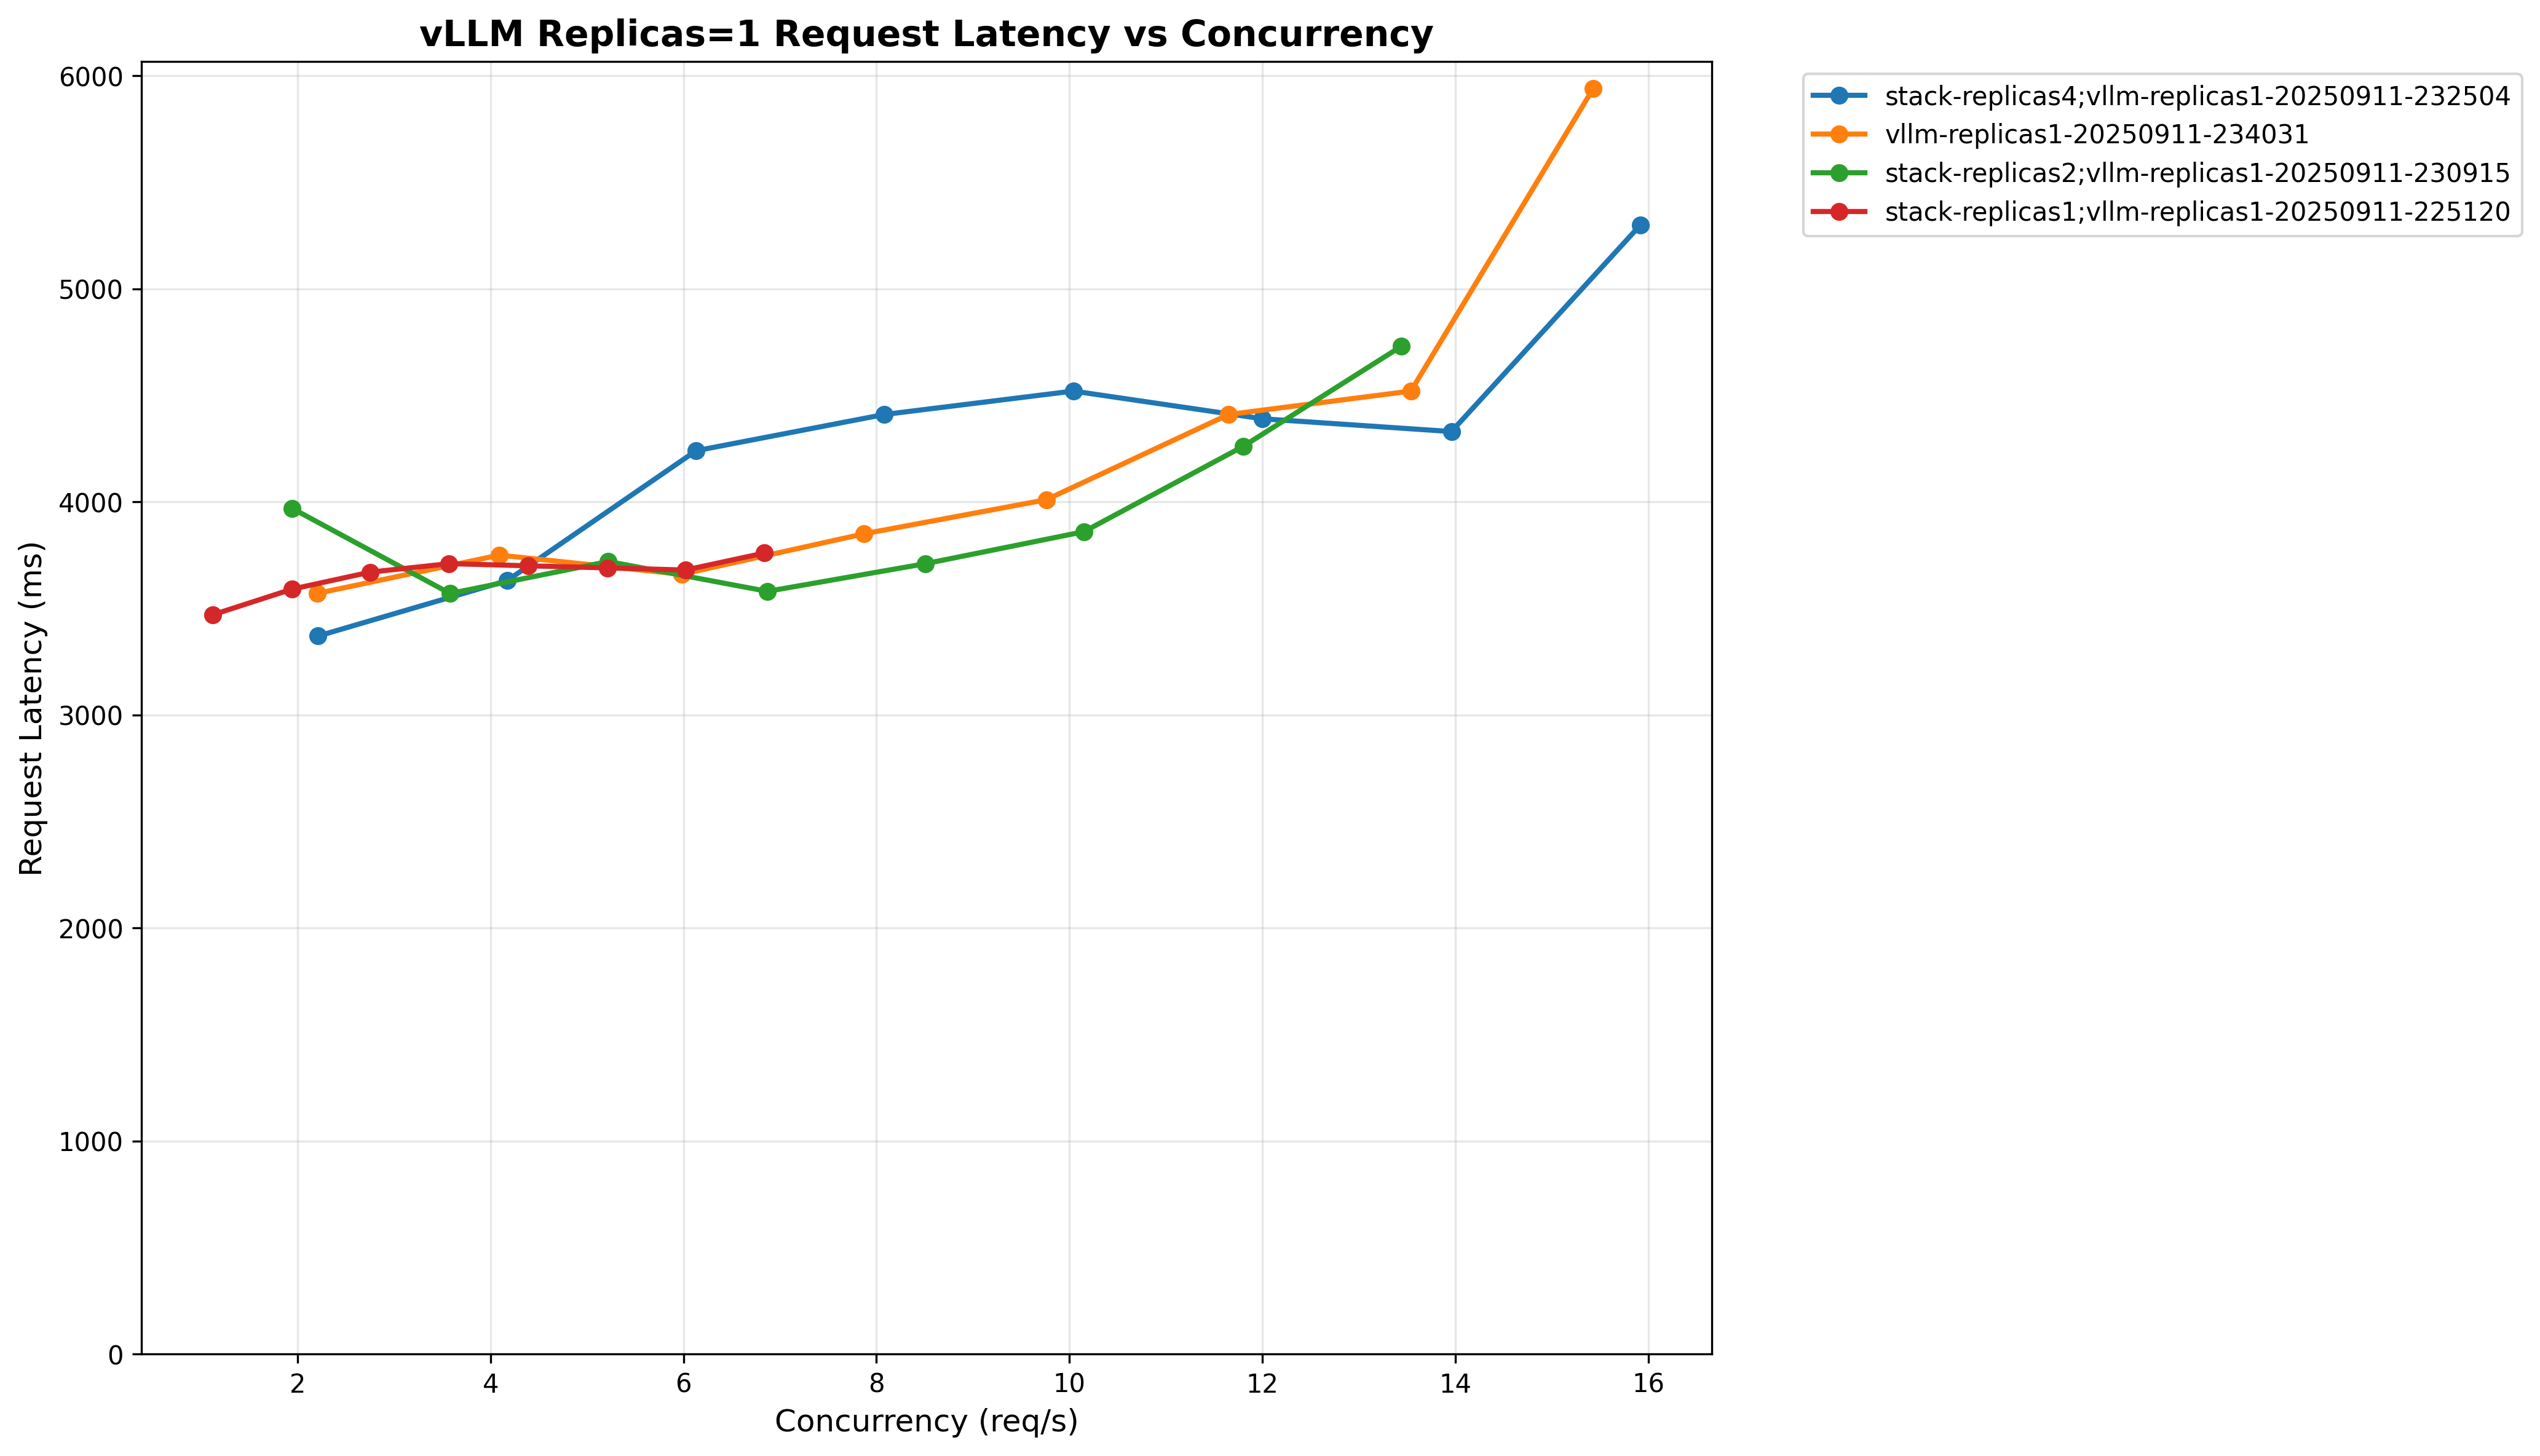 vLLM Replicas=1 Request Latency vs Concurrency
stack-replicas4;vllm-replicas1-20250911-232504
vllm-replicas1-20250911-234031
stack-replicas2;vllm-replicas1-20250911-230915
stack-replicas1;vllm-replicas1-20250911-225120
Request Latency (ms)
6000
5000
4000
3000
2000
1000
0
2 4 6 8 10 12 14 16
Concurrency (req/s)